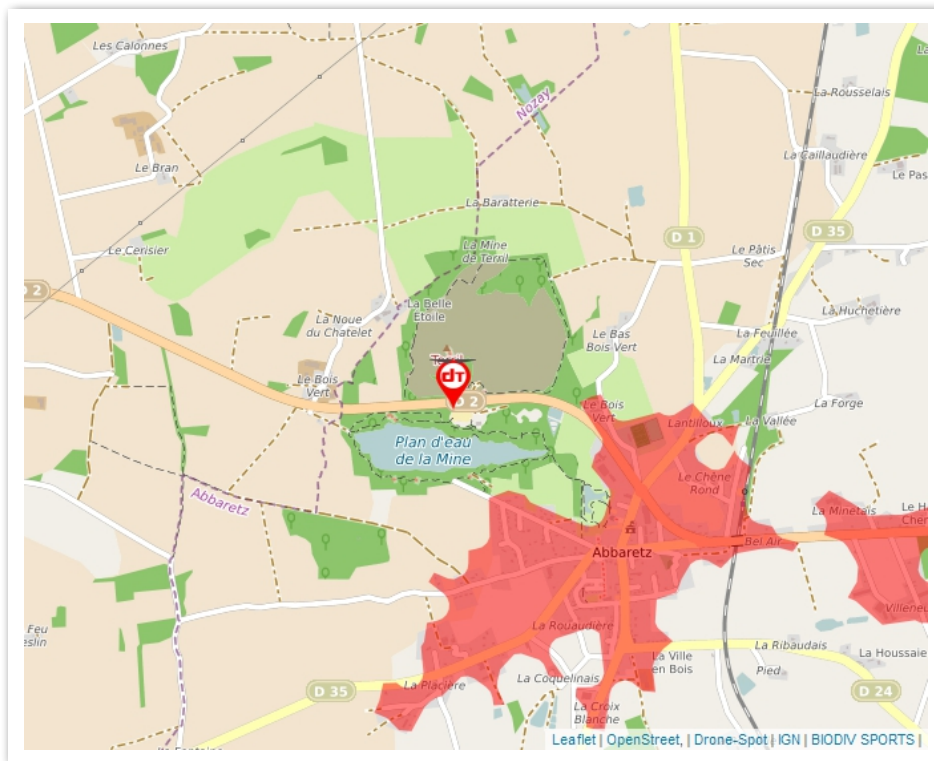 Les Calonnes
La Rousselais
Nozay
La Caillaudière
Le Pas
Le Bran
La Baratterie
D 35
D 1
Le Cerisier
La Mine
de Terril
Le Pâtis
Sec
D 2
La Belle
Etoile
La Huchetière
La Noue
du Chatelet
Le Bas
Bois Vert
La Feuillée
La Martrie
Le Bois
Vert
dT
D 2
Le Bois
Vert
La Forge
Lantilloux
La Vallée
Plan d'eau
de la Mine
Le Chêne
Rond
Abbaretz
La Minetais
Bel Air
Abbaretz
Villeneu
La Rouaudière
Feu
eslin
La Ribaudais
La Ville
en Bois
La Houssaie
Pied
La Coquelinais
D 35
La Placière
D 24
La Croix
Blanche
Leaflet | OpenStreet, | Drone-Spot | IGN | BIODIV SPORTS |